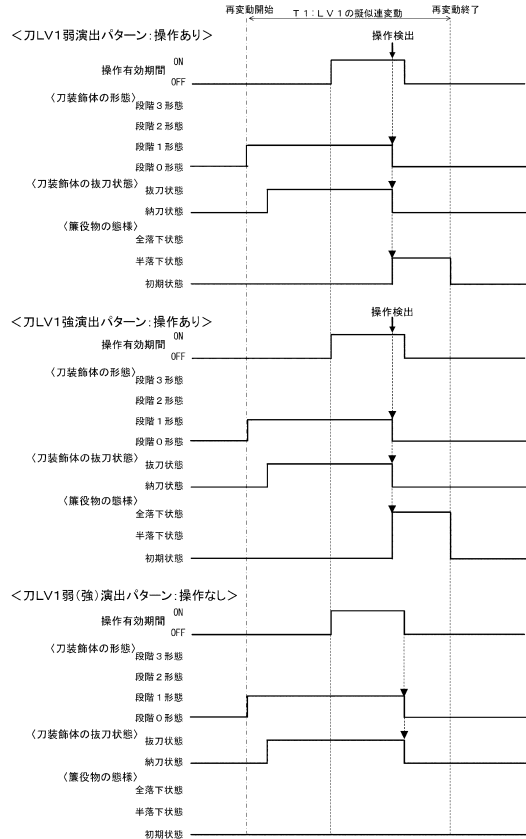 再変動開始 T1:LV1の擬似連変動 再変動終了
<刀LV1弱演出パターン:操作あり> 操作検出
操作有効期間 ON
OFF
〈刀装飾体の形態〉
段階3形態
段階2形態
段階1形態
段階0形態
〈刀装飾体の抜刀状態〉
抜刀状態
納刀状態
〈簾役物の態様〉
全落下状態
半落下状態
初期状態
<刀LV1強演出パターン:操作あり> 操作検出
操作有効期間 ON
OFF
〈刀装飾体の形態〉
段階3形態
段階2形態
段階1形態
段階0形態
〈刀装飾体の抜刀状態〉
抜刀状態
納刀状態
〈簾役物の態様〉
全落下状態
半落下状態
初期状態
<刀LV1弱(強)演出パターン:操作なし>
操作有効期間 ON
OFF
〈刀装飾体の形態〉
段階3形態
段階2形態
段階1形態
段階0形態
〈刀装飾体の抜刀状態〉
抜刀状態
納刀状態
〈簾役物の態様〉
全落下状態
半落下状態
初期状態